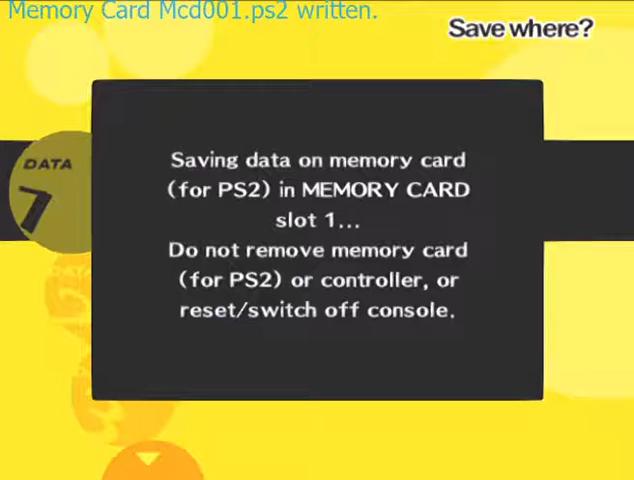 Memory Card Mcd001.ps2 written.
Save where?
DATA
7
Saving data on memory card
(for PS2) in MEMORY CARD
slot 1...
Do not remove memory card
(for PS2) or controller, or
reset/switch off console.